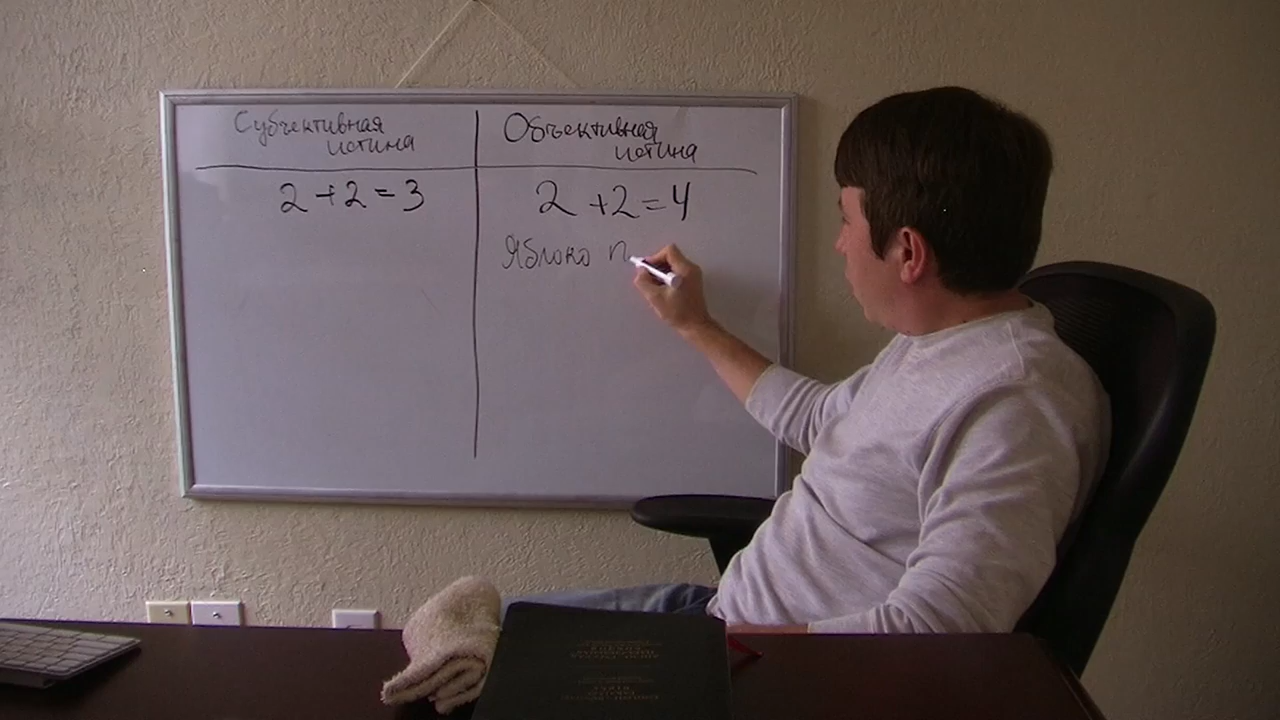 Субъективная
истина
Объективная
истина
2+2=3
2+2=4
Яблоко п